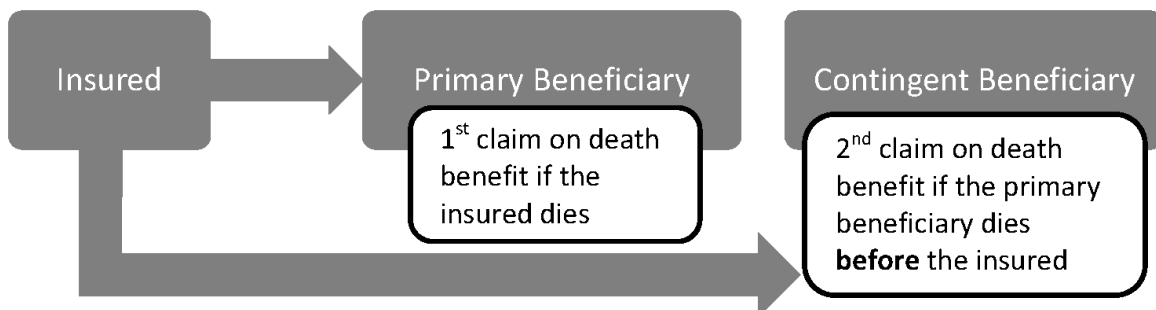 Insured
Primary Beneficiary
1st claim on death
benefit if the
insured dies
Contingent Beneficiary
2nd claim on death
benefit if the primary
beneficiary dies
before the insured